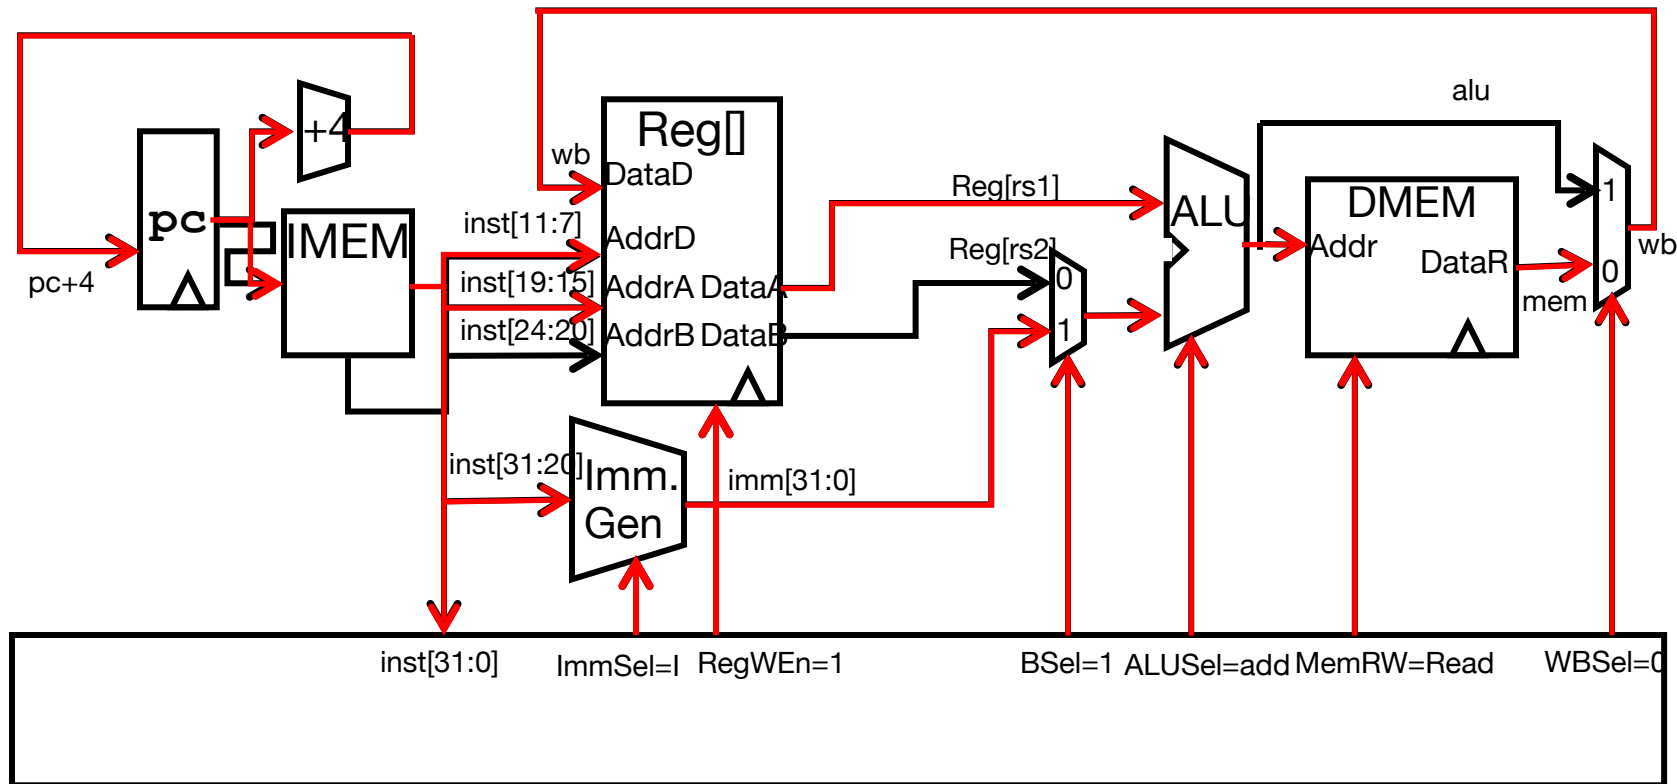 alu
+4
Reg[]
wb
DataD
pc
IMEM
inst[11:7]
AddrD
Reg[rs1]
ALU
DMEM
1
Reg[rs2]
Addr
wb
pc+4
inst[19:15]
AddrA DataA
0
DataR
0
mem
inst[24:20]
AddrB DataB
1
inst[31:20]
Imm.
Gen
imm[31:0]
inst[31:0]
ImmSel=I
RegWEn=1
BSel=1
ALUSel=add
MemRW=Read
WBSel=0